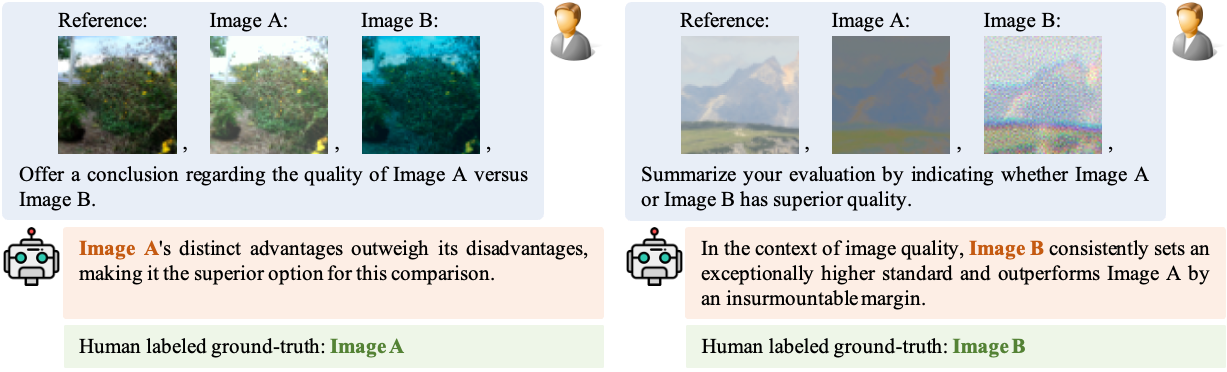 Reference: Image A: Image B:
, , ,
Offer a conclusion regarding the quality of Image A versus
Image B.
Image A's distinct advantages outweigh its disadvantages,
making it the superior option for this comparison.
Human labeled ground-truth: Image A
Reference: Image A: Image B:
, , ,
Summarize your evaluation by indicating whether Image A
or Image B has superior quality.
In the context of image quality, Image B consistently sets an
exceptionally higher standard and outperforms Image A by
an insurmountable margin.
Human labeled ground-truth: Image B